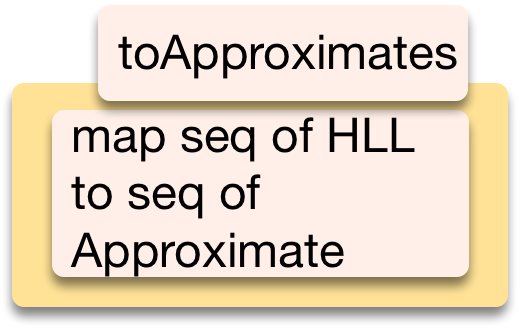 toApproximates
map seq of HLL
to seq of
Approximate